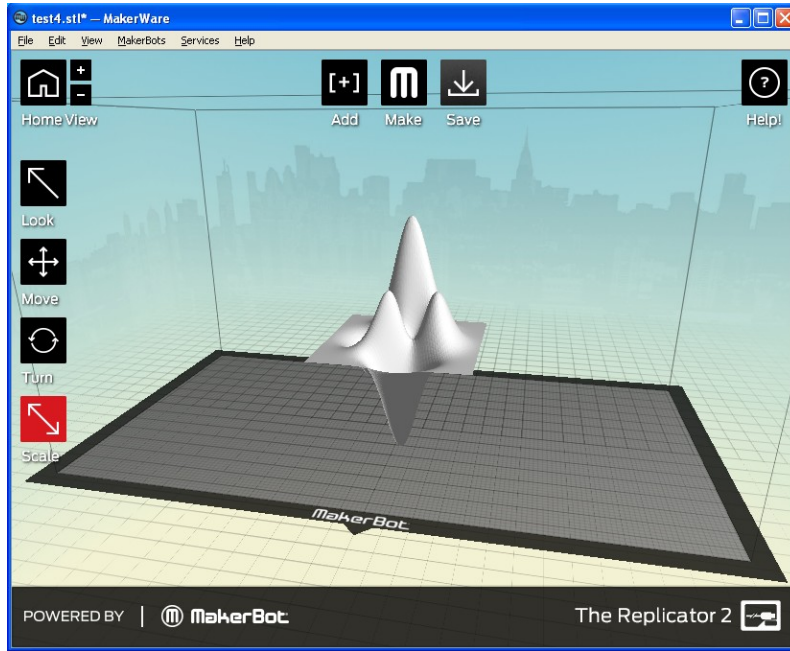 test4.stl* — MakerWare
File Edit View MakerBots Services Help
+
−
[+]
M
?
Home View
Add Make Save
Help!
Look
Move
Turn
Scale
MakerBot
POWERED BY | M MakerBot
The Replicator 2